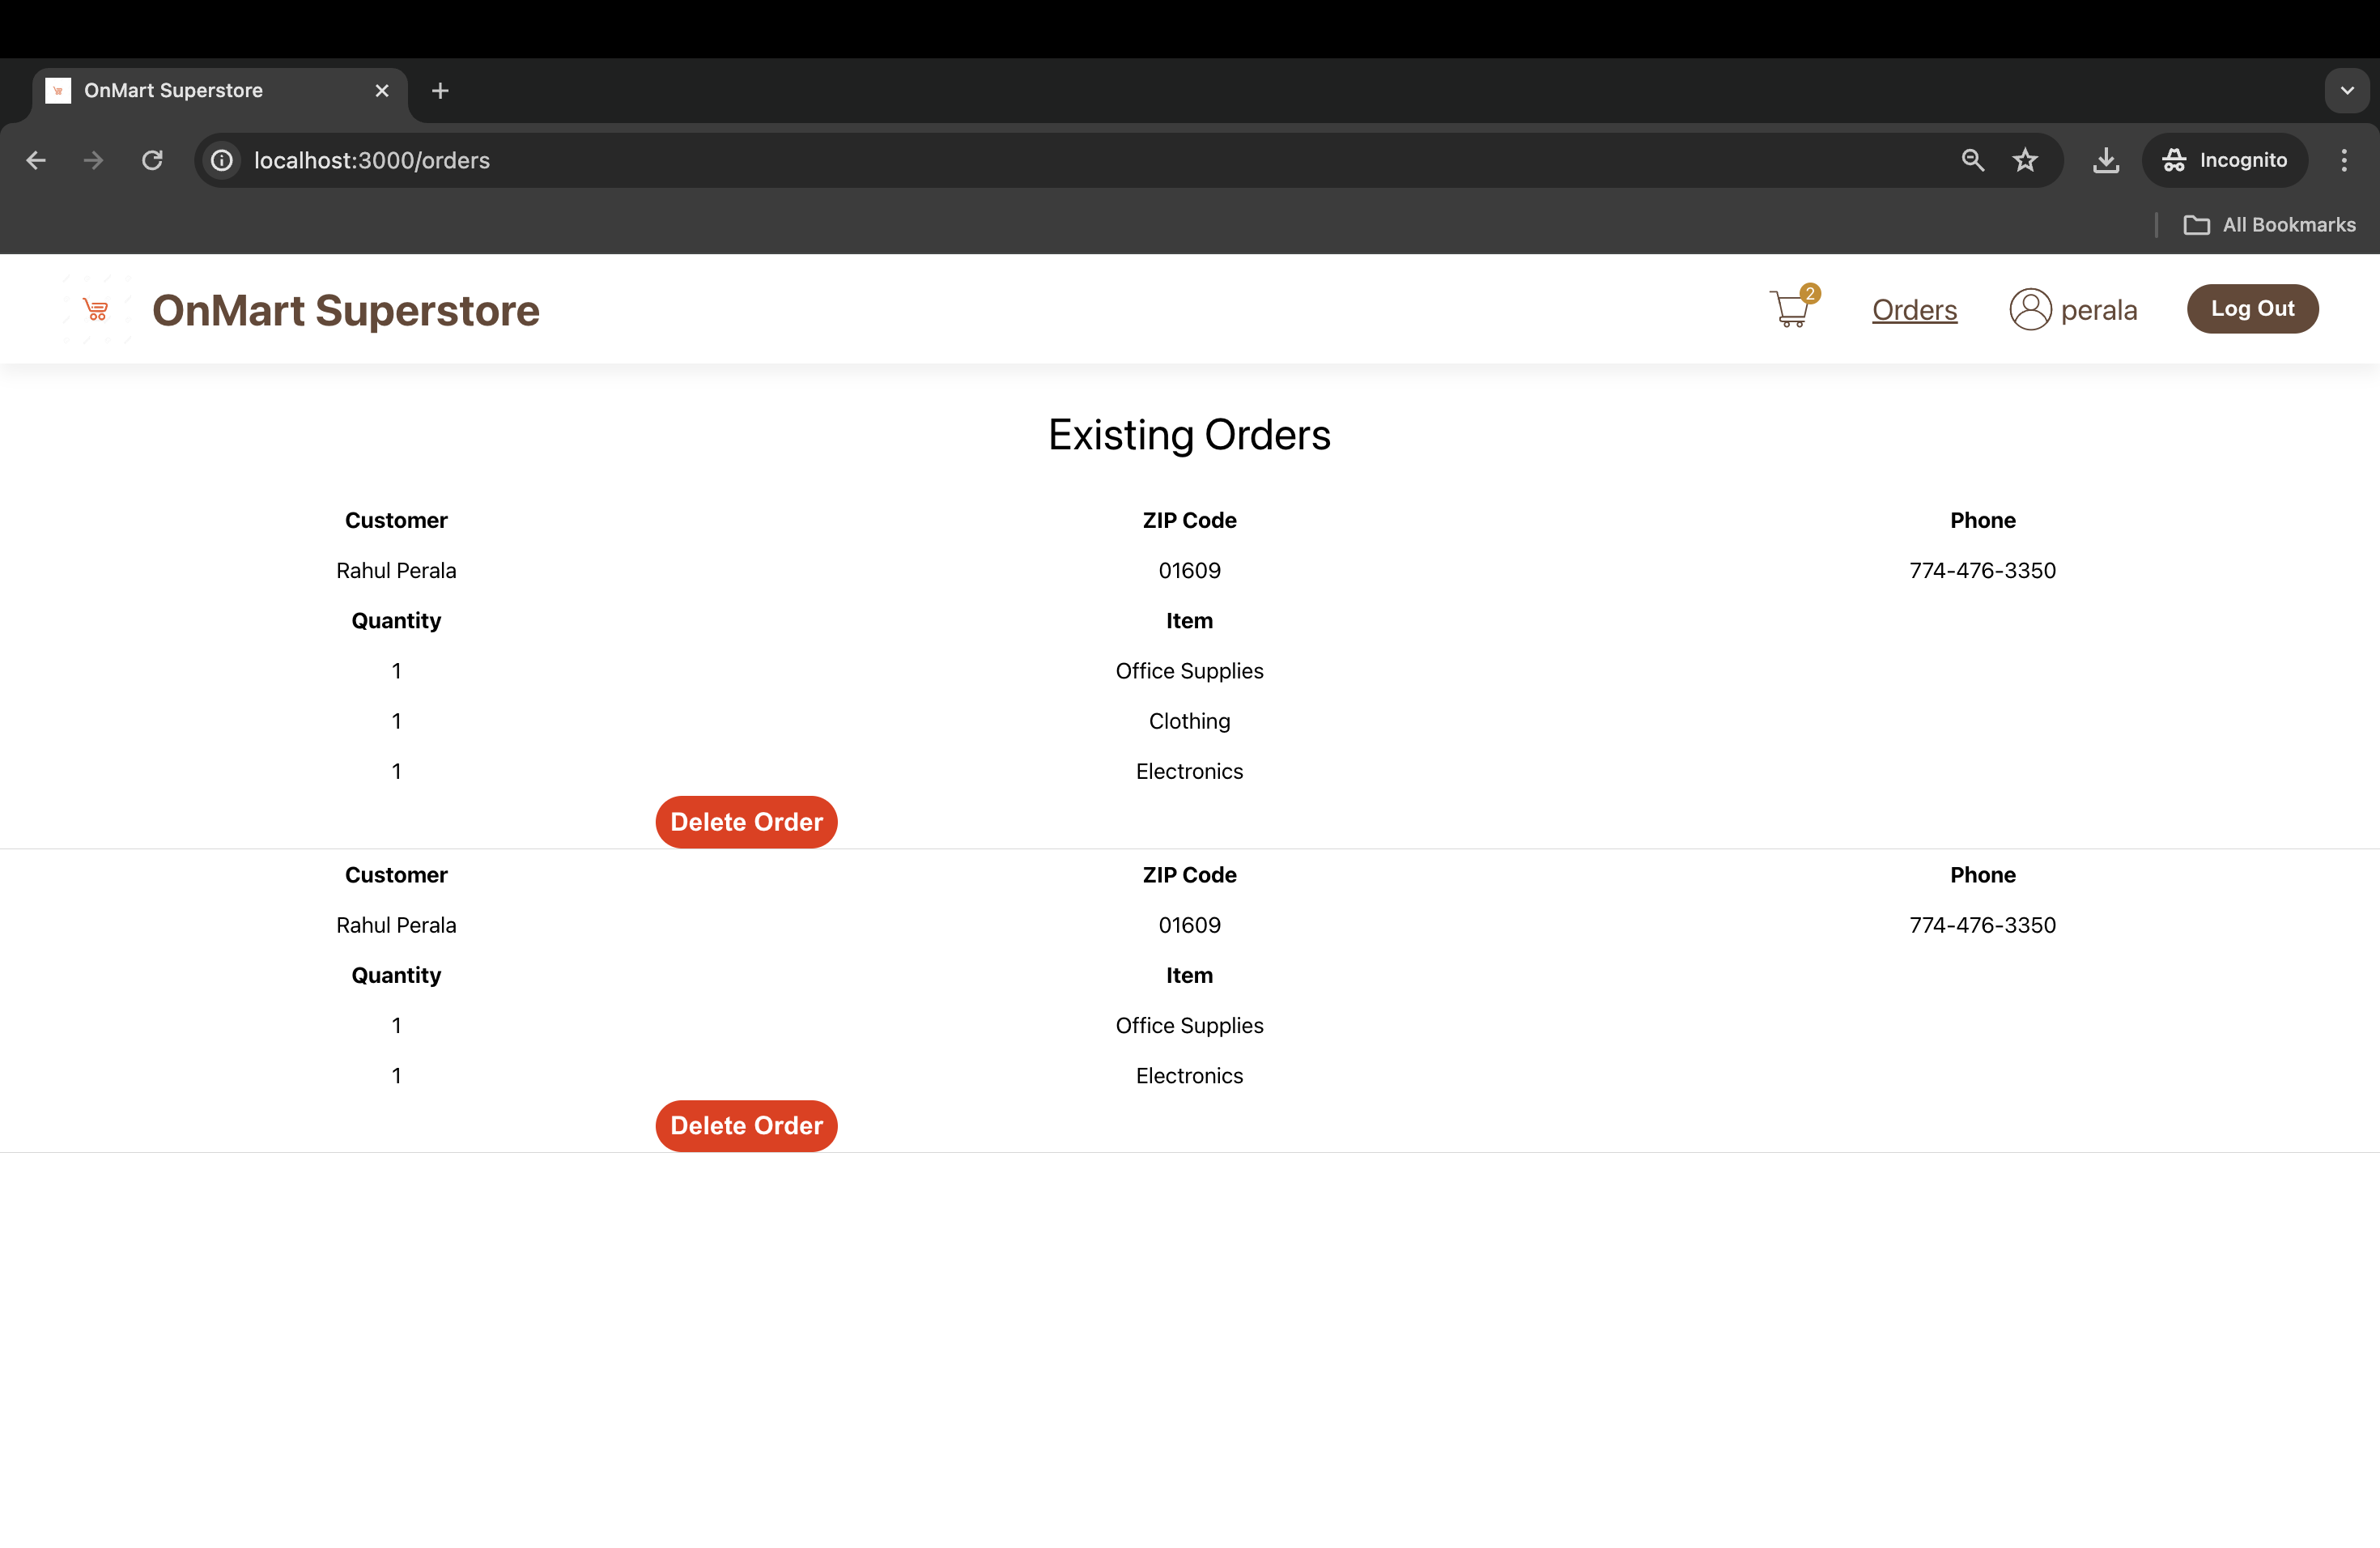 OnMart Superstore
localhost:3000/orders
Incognito
All Bookmarks
OnMart Superstore
2
Orders
perala
Log Out
Existing Orders
Customer ZIP Code Phone
Rahul Perala 01609 774-476-3350
Quantity Item
1 Office Supplies
1 Clothing
1 Electronics
Delete Order
Customer ZIP Code Phone
Rahul Perala 01609 774-476-3350
Quantity Item
1 Office Supplies
1 Electronics
Delete Order